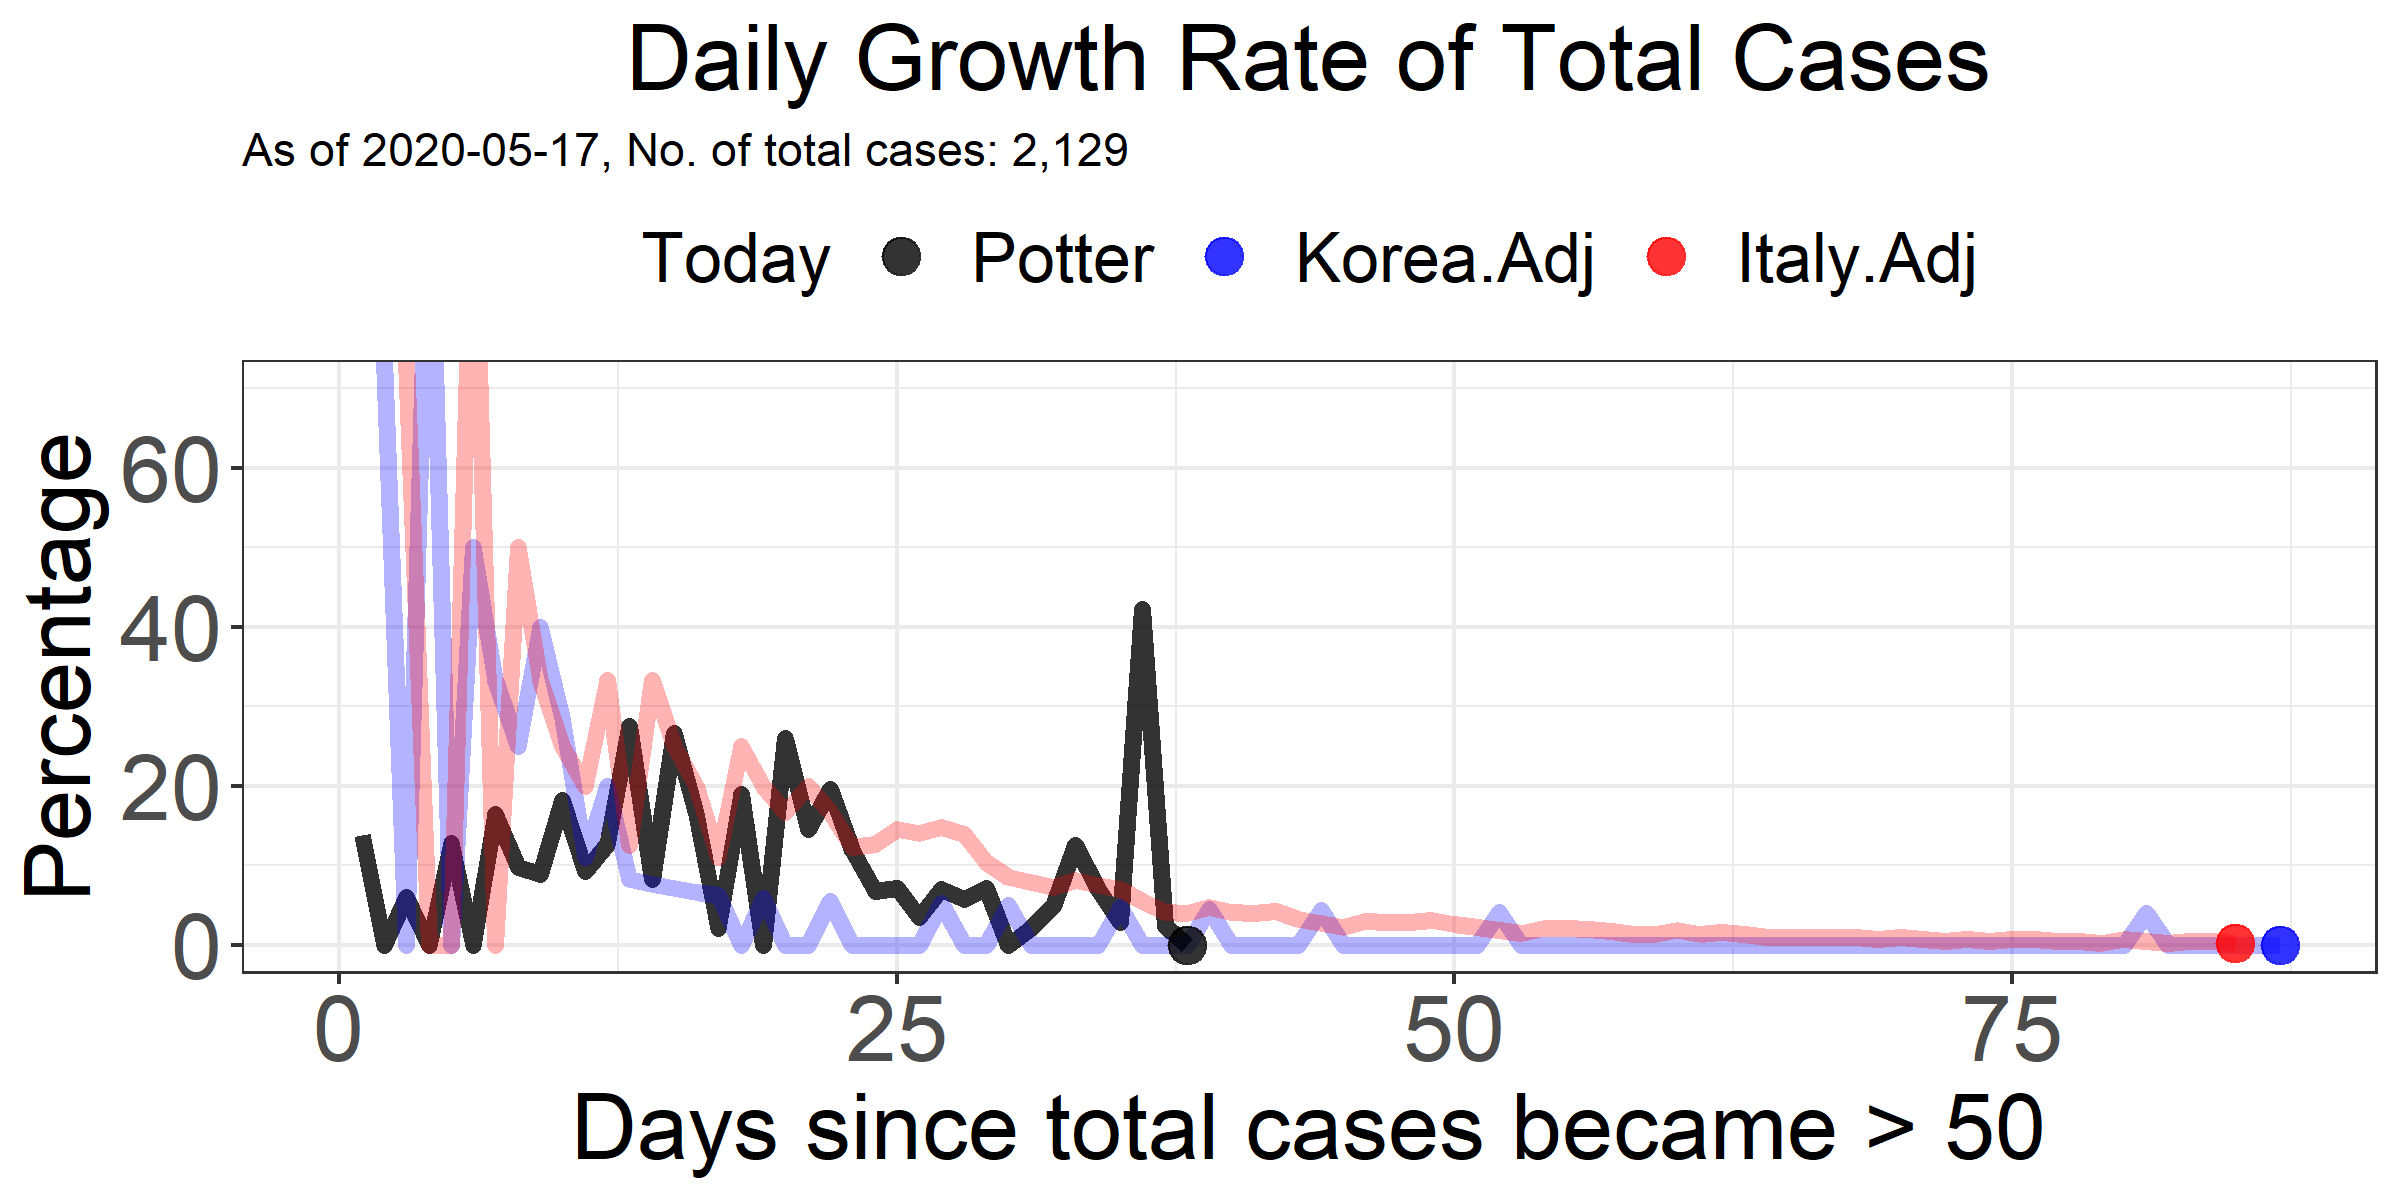 Daily Growth Rate of Total Cases
As of 2020-05-17, No. of total cases: 2,129
Today Potter Korea.Adj Italy.Adj
Percentage
60
40
20
0
0 25 50 75
Days since total cases became > 50